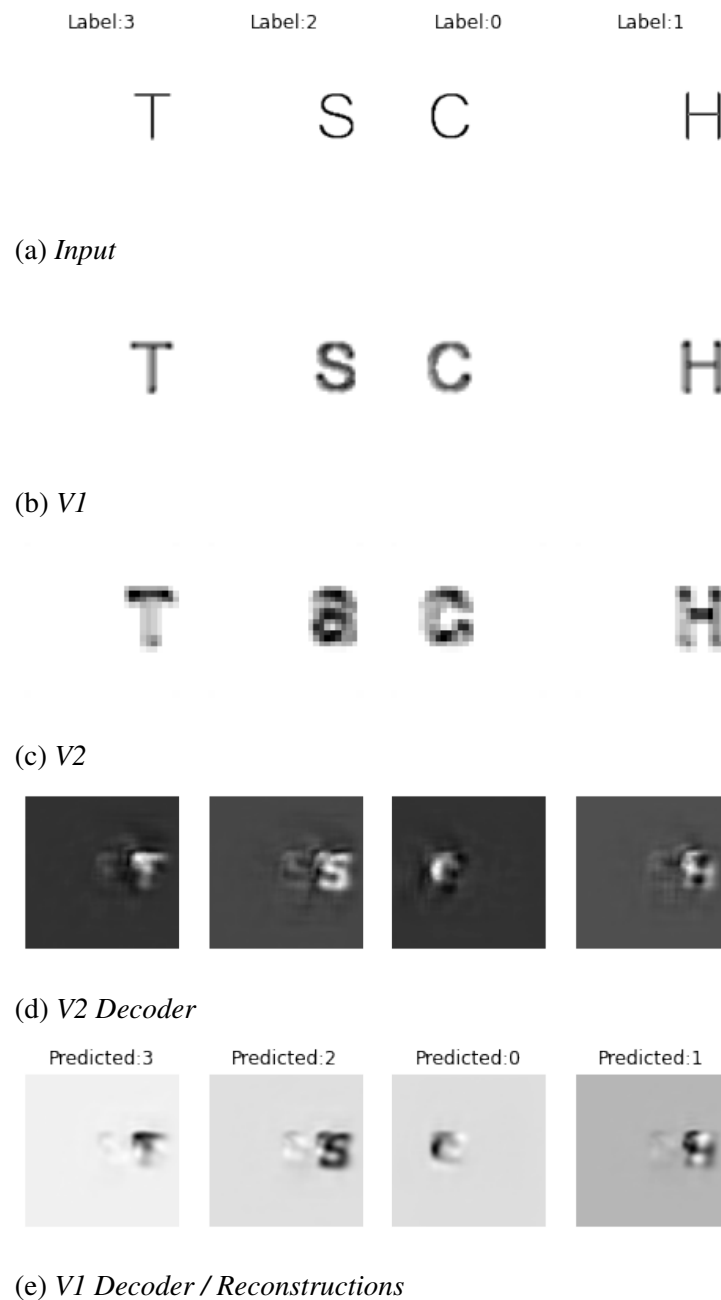 Label:3 Label:2 Label:0 Label:1
T S C H
(a) Input
T S C H
(b) V1
T S C H
(c) V2
T S C H
(d) V2 Decoder
Predicted:3 Predicted:2 Predicted:0 Predicted:1
T S C H
(e) V1 Decoder / Reconstructions